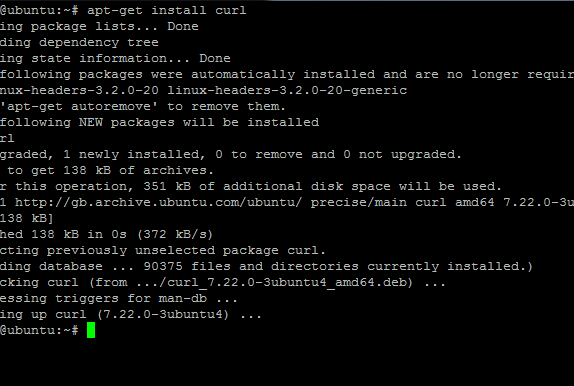 @ubuntu:~# apt-get install curl
ing package lists... Done
ding dependency tree
ing state information... Done
following packages were automatically installed and are no longer requir
nux-headers-3.2.0-20 linux-headers-3.2.0-20-generic
'apt-get autoremove' to remove them.
following NEW packages will be installed
rl
graded, 1 newly installed, 0 to remove and 0 not upgraded.
to get 138 kB of archives.
r this operation, 351 kB of additional disk space will be used.
1 http://gb.archive.ubuntu.com/ubuntu/ precise/main curl amd64 7.22.0-3u
138 kB]
hed 138 kB in 0s (372 kB/s)
cting previously unselected package curl.
ding database ... 90375 files and directories currently installed.)
cking curl (from .../curl_7.22.0-3ubuntu4_amd64.deb) ...
essing triggers for man-db ...
ing up curl (7.22.0-3ubuntu4) ...
@ubuntu:~#